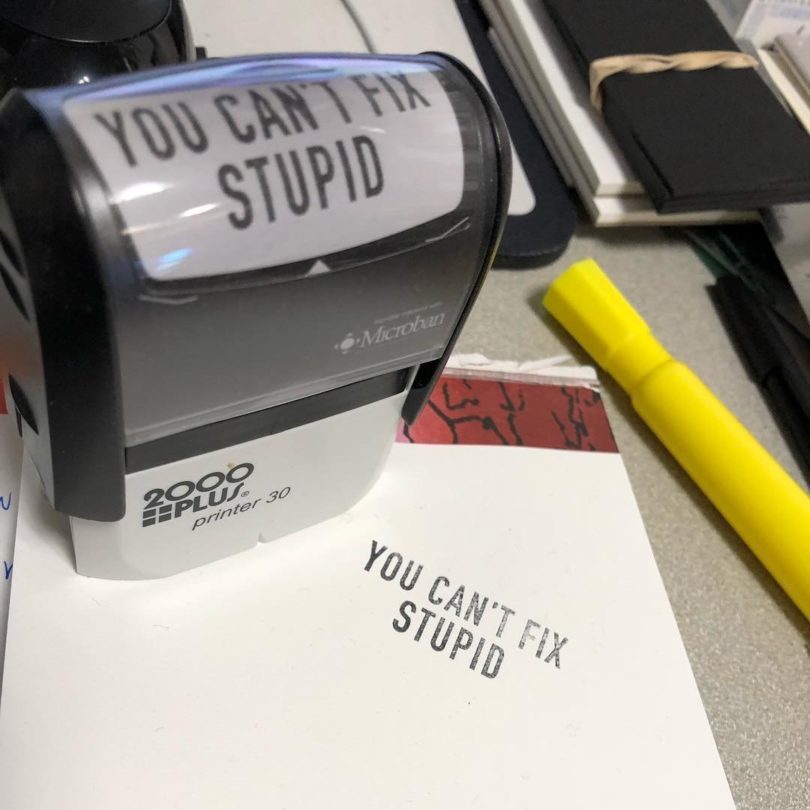 YOU CAN'T FIX
STUPID
Microban
2000
PLUS®
printer 30
YOU CAN'T FIX
STUPID